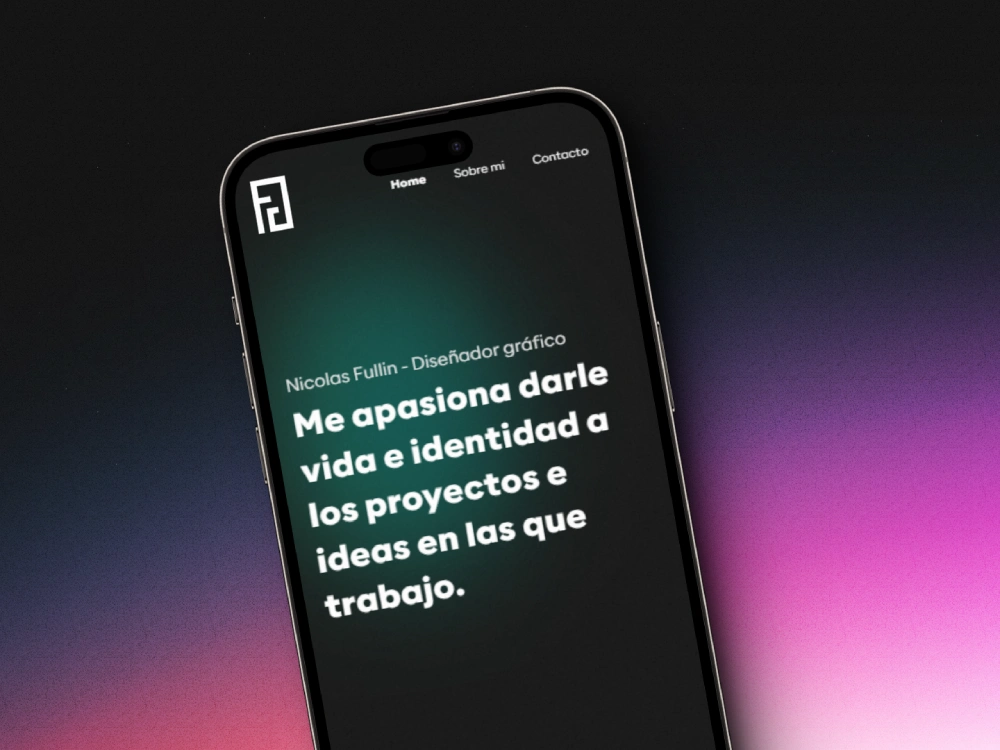 Home Sobre mi Contacto
Nicolas Fullin - Diseñador gráfico
Me apasiona darle
vida e identidad a
los proyectos e
ideas en las que
trabajo.